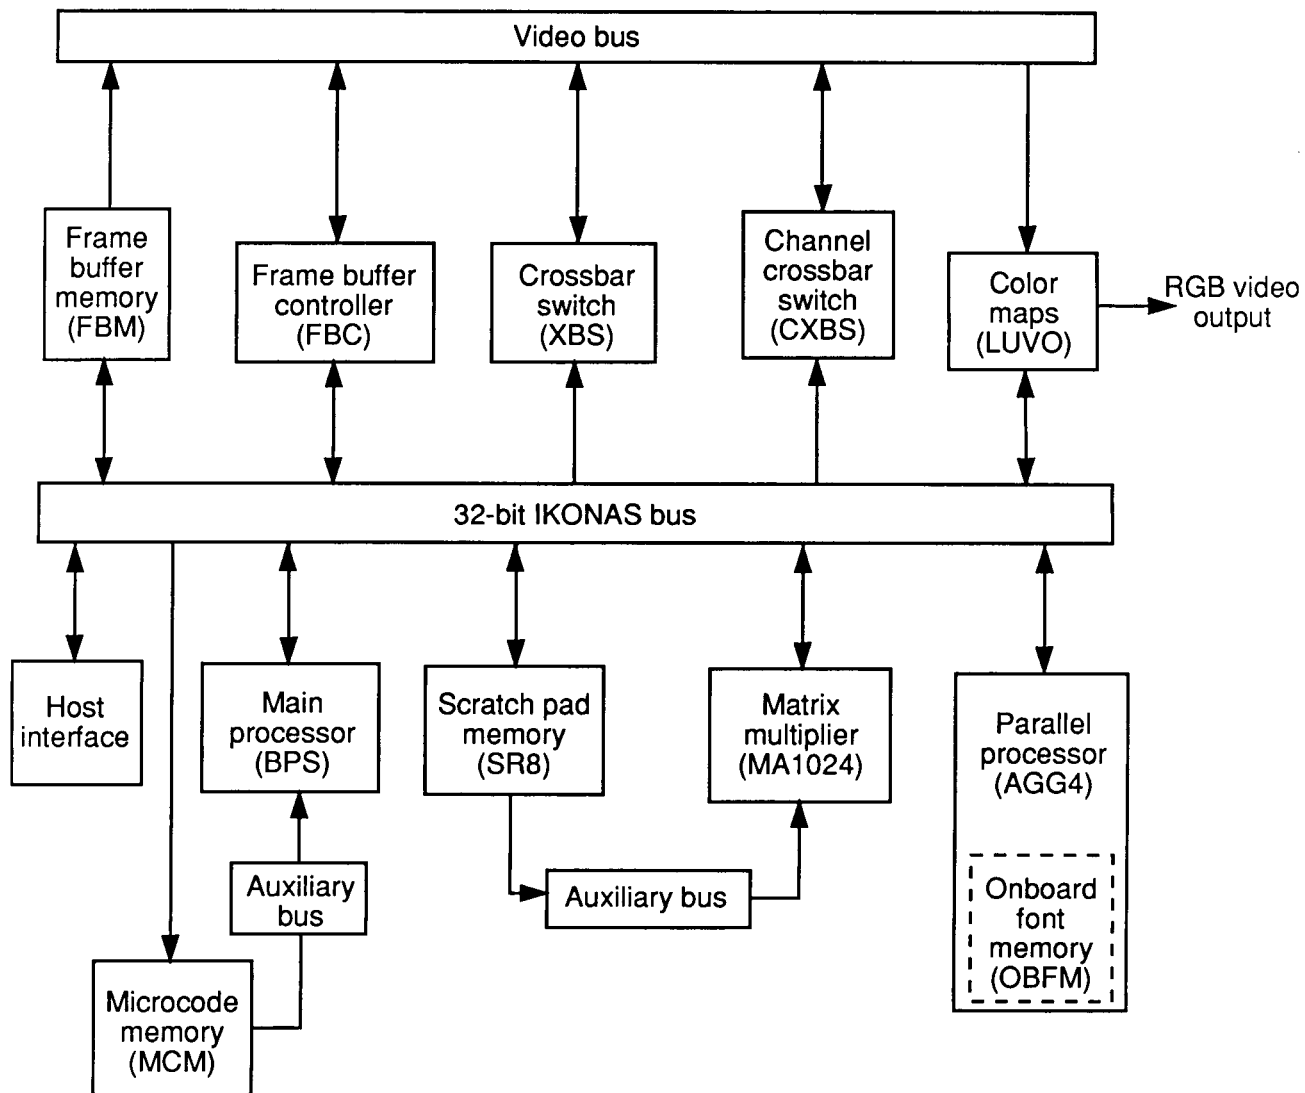 Video bus
Frame
buffer
memory
(FBM)
Frame buffer
controller
(FBC)
Crossbar
switch
(XBS)
Channel
crossbar
switch
(CXBS)
Color
maps
(LUVO)
RGB video
output
32-bit IKONAS bus
Host
interface
Main
processor
(BPS)
Scratch pad
memory
(SR8)
Matrix
multiplier
(MA1024)
Parallel
processor
(AGG4)
Auxiliary
bus
Auxiliary bus
Onboard
font
memory
(OBFM)
Microcode
memory
(MCM)